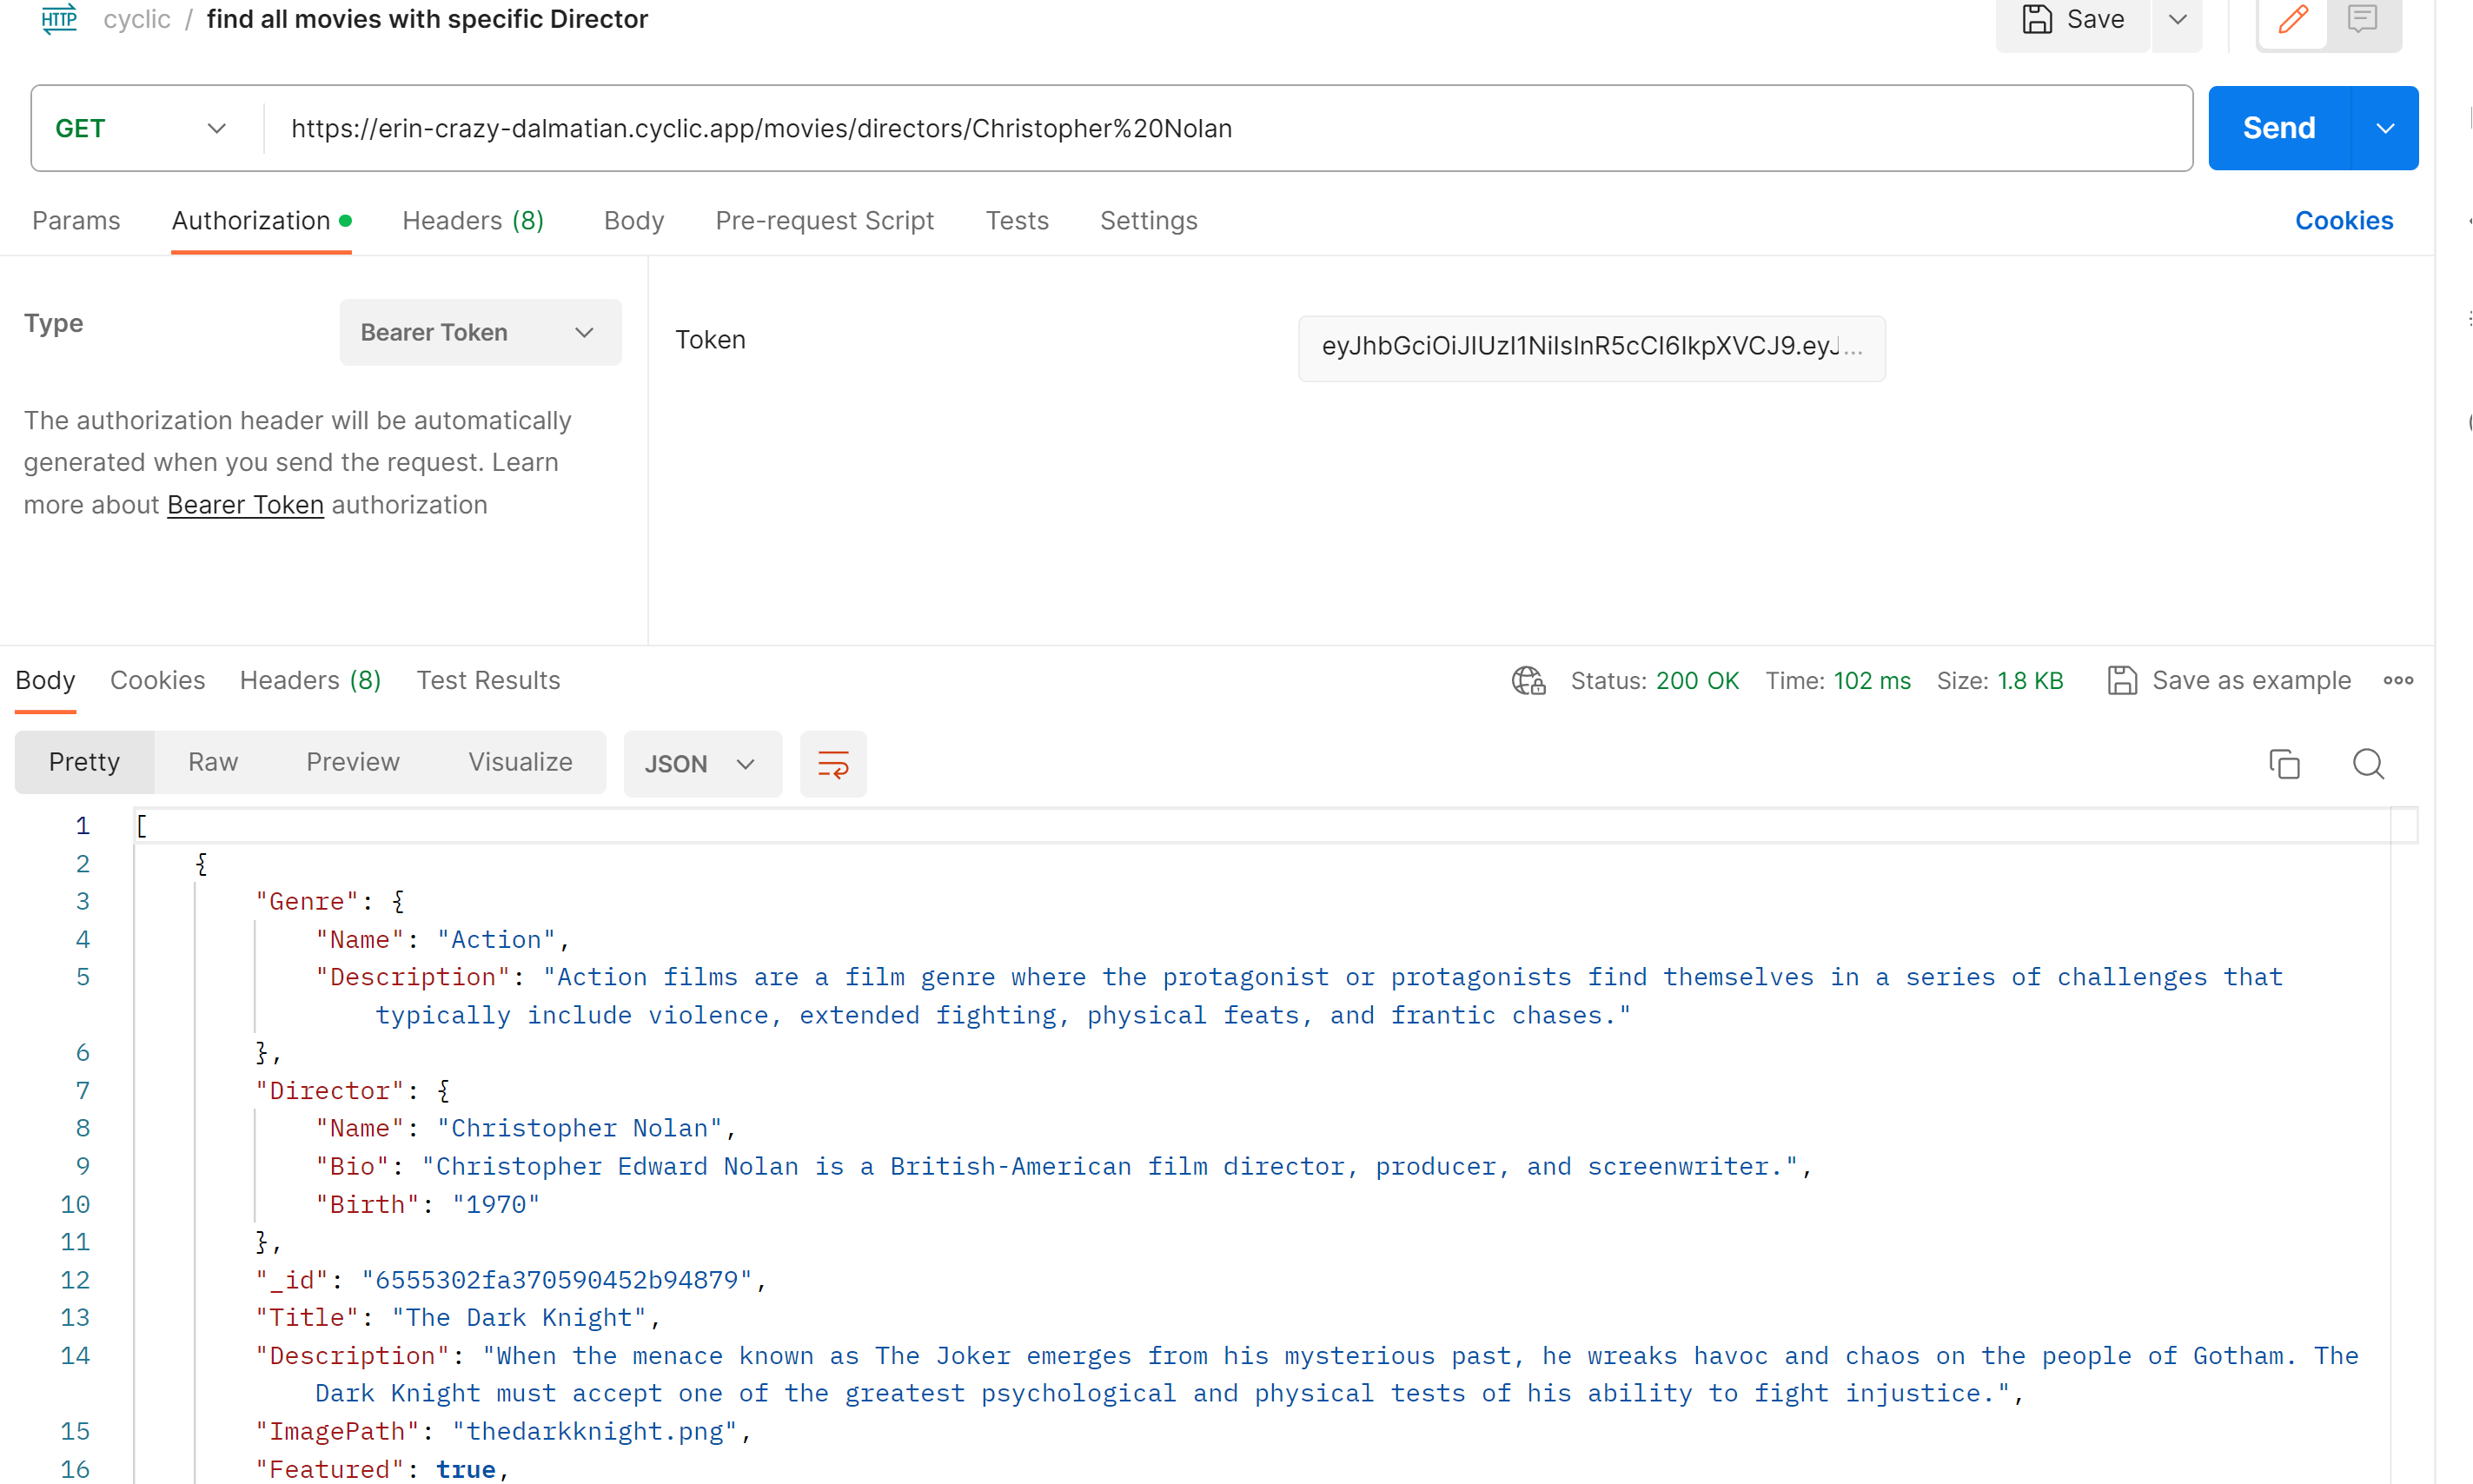 HTTP cyclic / find all movies with specific Director Save
GET https://erin-crazy-dalmatian.cyclic.app/movies/directors/Christopher%20Nolan Send
Params Authorization Headers (8) Body Pre-request Script Tests Settings Cookies
Type Bearer Token Token eyJhbGciOiJIUzI1NiIsInR5cCI6IkpXVCJ9.eyJ...
The authorization header will be automatically
generated when you send the request. Learn
more about Bearer Token authorization
Body Cookies Headers (8) Test Results Status: 200 OK Time: 102 ms Size: 1.8 KB Save as example
Pretty Raw Preview Visualize JSON
1 [
2 {
3 "Genre": {
4 "Name": "Action",
5 "Description": "Action films are a film genre where the protagonist or protagonists find themselves in a series of challenges that
typically include violence, extended fighting, physical feats, and frantic chases."
6 },
7 "Director": {
8 "Name": "Christopher Nolan",
9 "Bio": "Christopher Edward Nolan is a British-American film director, producer, and screenwriter.",
10 "Birth": "1970"
11 },
12 "_id": "6555302fa370590452b94879",
13 "Title": "The Dark Knight",
14 "Description": "When the menace known as The Joker emerges from his mysterious past, he wreaks havoc and chaos on the people of Gotham. The
Dark Knight must accept one of the greatest psychological and physical tests of his ability to fight injustice.",
15 "ImagePath": "thedarkknight.png",
16 "Featured": true,